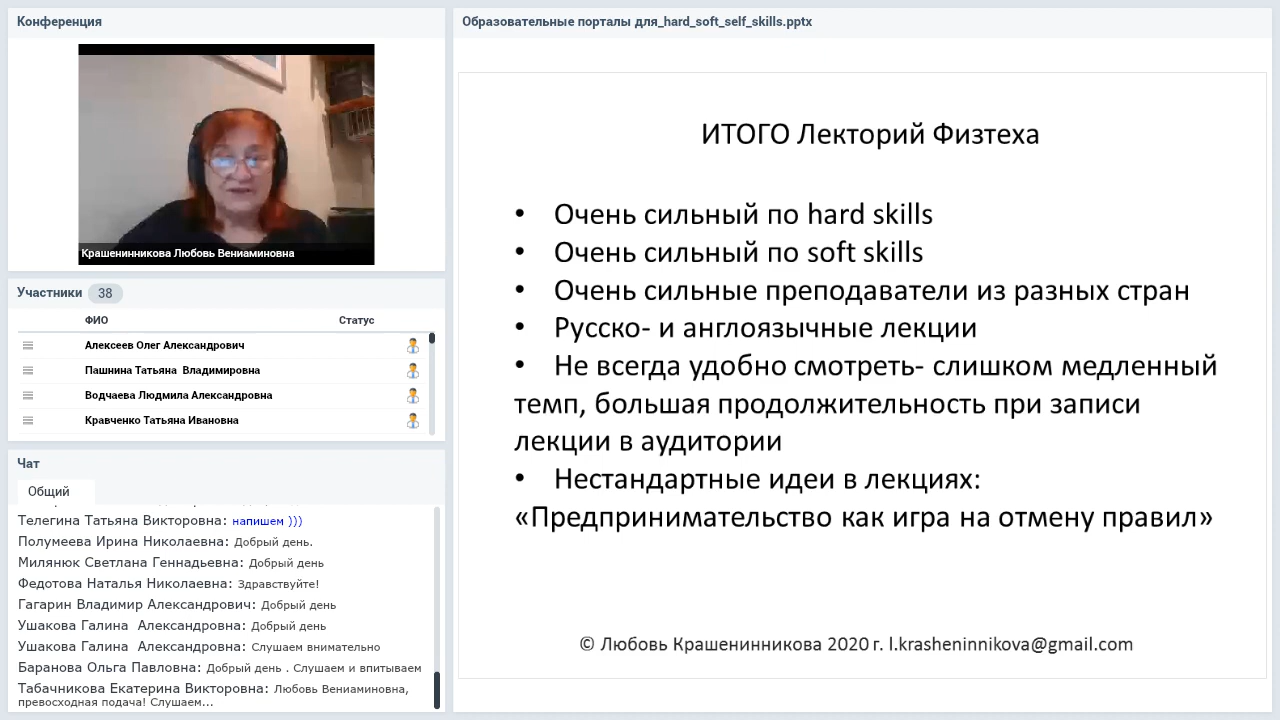 Конференция
Крашенинникова Любовь Вениаминовна
Участники 38
ФИО Статус
Алексеев Олег Александрович
Пашнина Татьяна Владимировна
Водчаева Людмила Александровна
Кравченко Татьяна Ивановна
Чат
Общий
Телегина Татьяна Викторовна: напишем )))
Полумеева Ирина Николаевна: Добрый день.
Милянюк Светлана Геннадьевна: Добрый день
Федотова Наталья Николаевна: Здравствуйте!
Гагарин Владимир Александрович: Добрый день
Ушакова Галина Александровна: Добрый день
Ушакова Галина Александровна: Слушаем внимательно
Баранова Ольга Павловна: Добрый день . Слушаем и впитываем
Табачникова Екатерина Викторовна: Любовь Вениаминовна,
превосходная подача! Слушаем...
Образовательные порталы для_hard_soft_self_skills.pptx
ИТОГО Лекторий Физтеха
• Очень сильный по hard skills
• Очень сильный по soft skills
• Очень сильные преподаватели из разных стран
• Русско- и англоязычные лекции
• Не всегда удобно смотреть- слишком медленный
темп, большая продолжительность при записи
лекции в аудитории
• Нестандартные идеи в лекциях:
«Предпринимательство как игра на отмену правил»
© Любовь Крашенинникова 2020 г. l.krasheninnikova@gmail.com